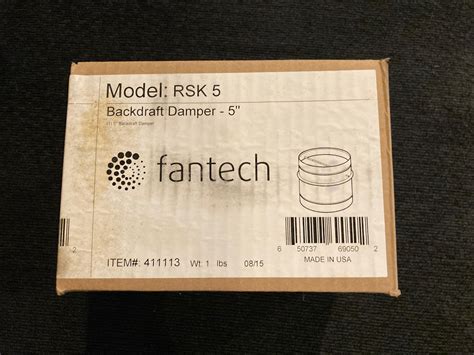 Model: RSK 5
Backdraft Damper - 5"
fantech
6 50737 69050 2
MADE IN USA
ITEM#: 411113 Wt. 1 lbs 08/15
2